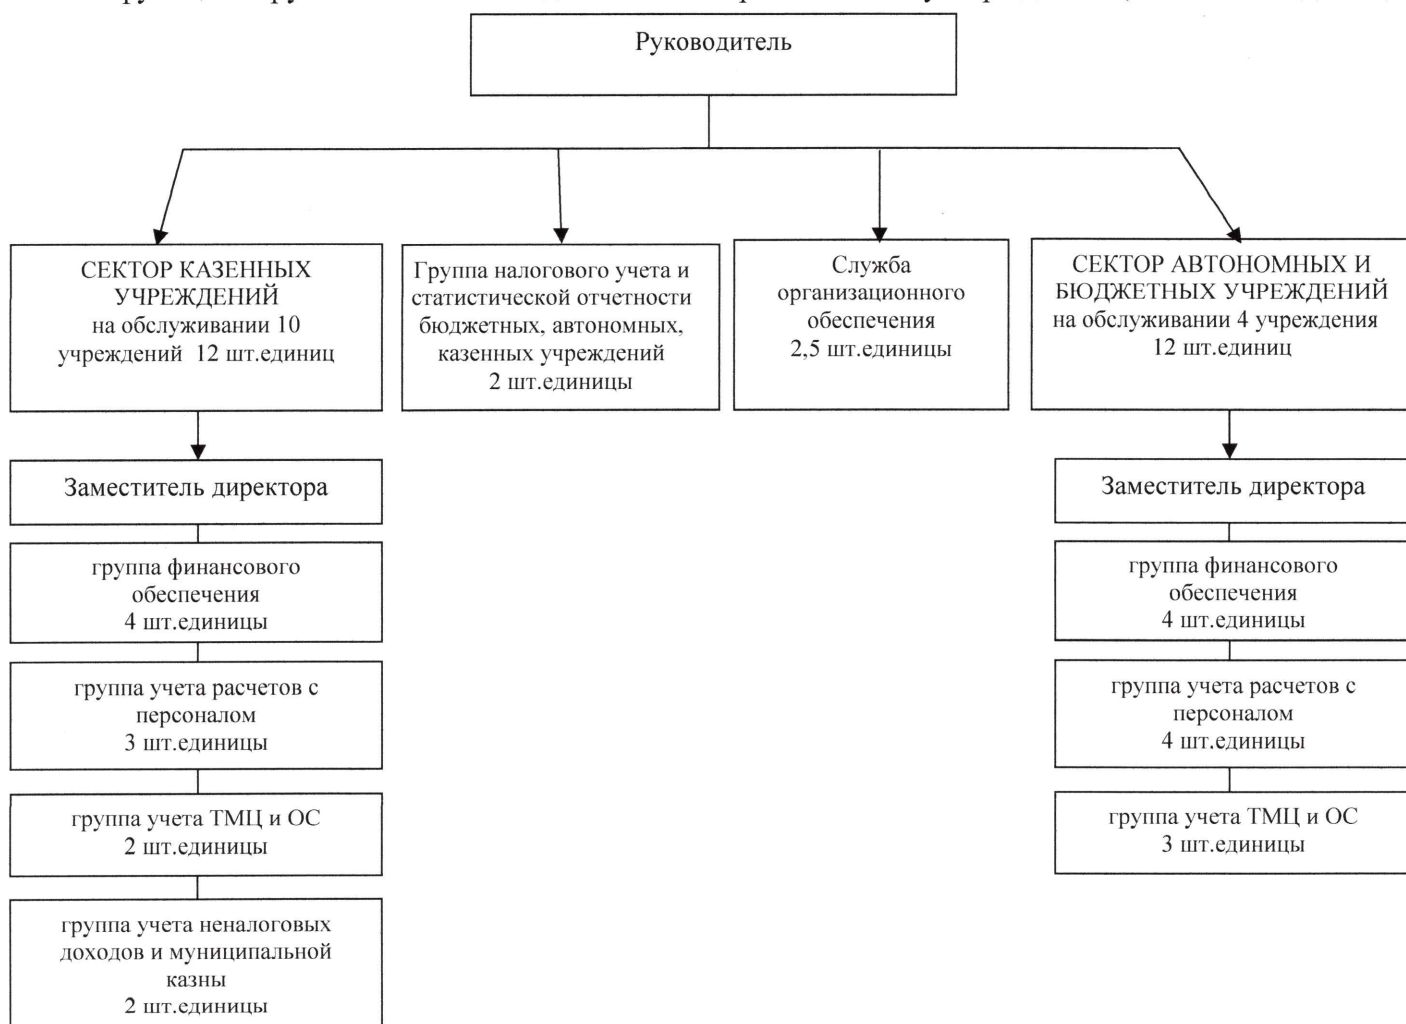 Руководитель
СЕКТОР КАЗЕННЫХ
УЧРЕЖДЕНИЙ
на обслуживании 10
учреждений 12 шт.единиц
Группа налогового учета и
статистической отчетности
бюджетных, автономных,
казенных учреждений
2 шт.единицы
Служба
организационного
обеспечения
2,5 шт.единицы
СЕКТОР АВТОНОМНЫХ И
БЮДЖЕТНЫХ УЧРЕЖДЕНИЙ
на обслуживании 4 учреждения
12 шт.единиц
Заместитель директора
группа финансового
обеспечения
4 шт.единицы
группа учета расчетов с
персоналом
3 шт.единицы
группа учета ТМЦ и ОС
2 шт.единицы
группа учета неналоговых
доходов и муниципальной
казны
2 шт.единицы
Заместитель директора
группа финансового
обеспечения
4 шт.единицы
группа учета расчетов с
персоналом
4 шт.единицы
группа учета ТМЦ и ОС
3 шт.единицы